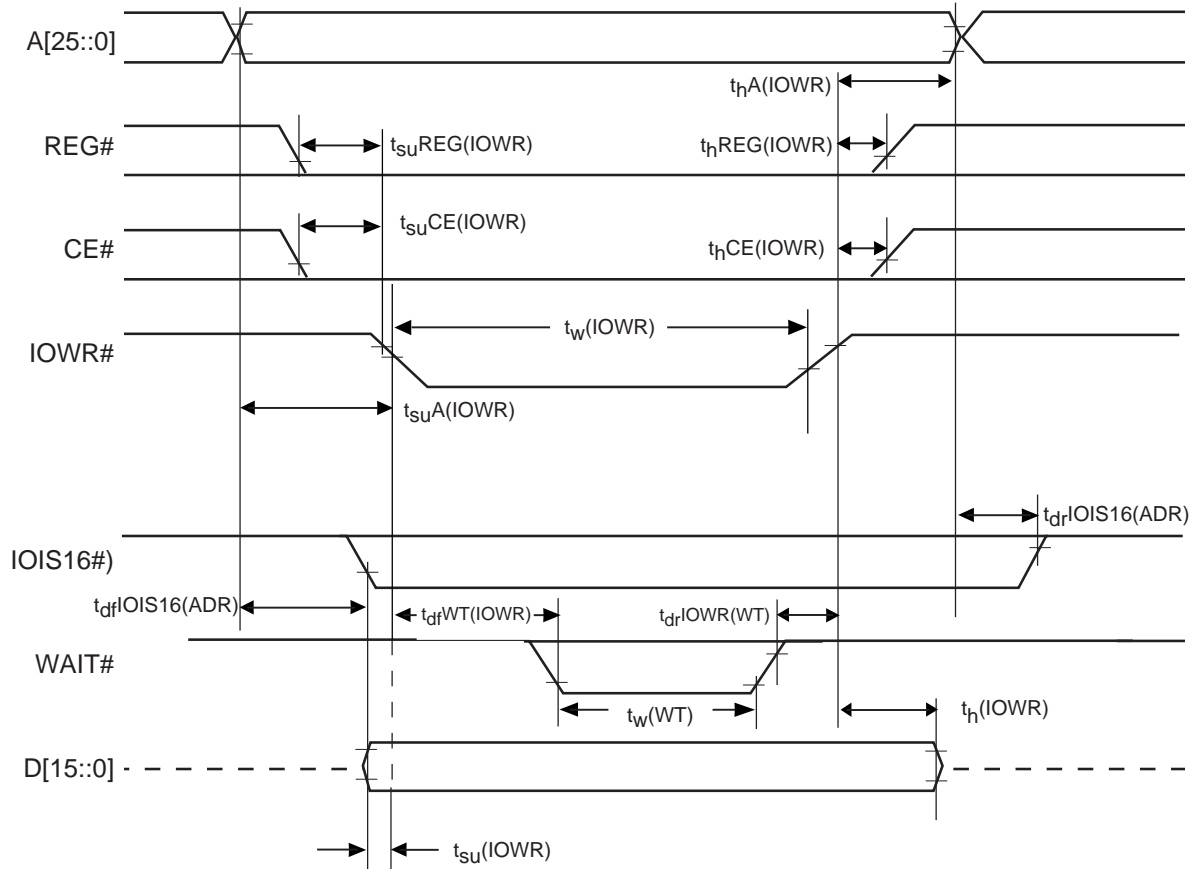 A[25::0]
thA(IOWR)
REG#
tsuREG(IOWR)
thREG(IOWR)
tsuCE(IOWR)
CE#
thCE(IOWR)
tw(IOWR)
IOWR#
tsuA(IOWR)
tdrIOIS16(ADR)
IOIS16#)
tdfIOIS16(ADR)
tdfWT(IOWR)
tdrIOWR(WT)
WAIT#
tw(WT)
th(IOWR)
D[15::0]
tsu(IOWR)